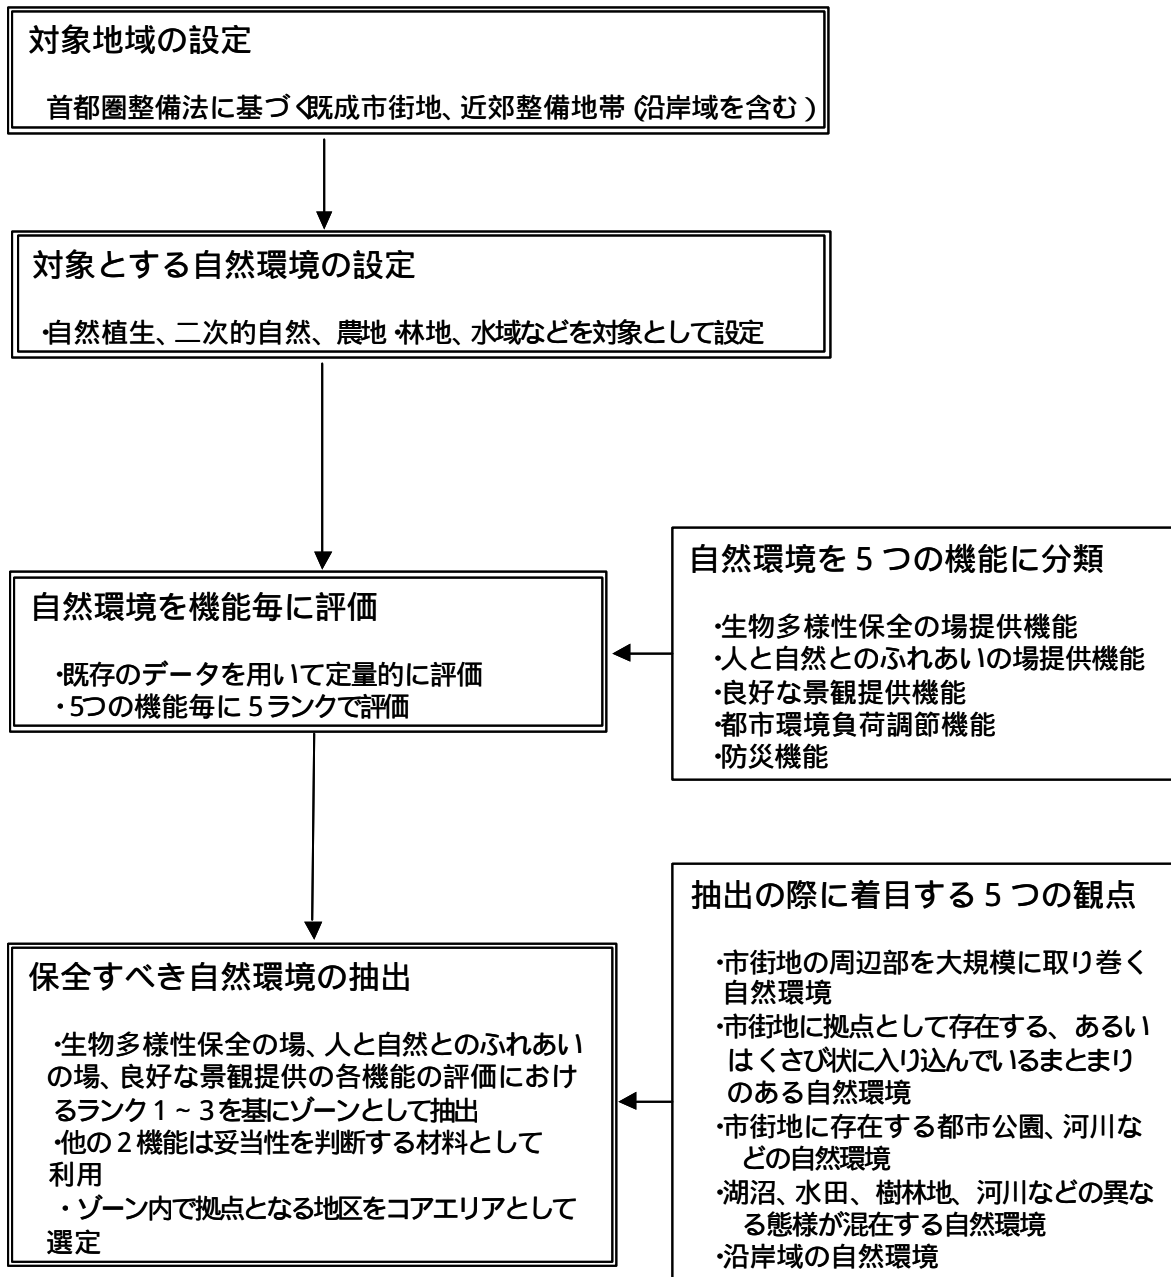 対象地域の設定
首都圏整備法に基づく既成市街地、近郊整備地帯（沿岸域を含む）
対象とする自然環境の設定
・自然植生、二次的自然、農地・林地、水域などを対象として設定
自然環境を機能毎に評価
・既存のデータを用いて定量的に評価
・5つの機能毎に５ランクで評価
自然環境を５つの機能に分類
・生物多様性保全の場提供機能
・人と自然とのふれあいの場提供機能
・良好な景観提供機能
・都市環境負荷調節機能
・防災機能
保全すべき自然環境の抽出
・生物多様性保全の場、人と自然とのふれあい
の場、良好な景観提供の各機能の評価におけ
るランク１～３を基にゾーンとして抽出
・他の２機能は妥当性を判断する材料として
利用
・ゾーン内で拠点となる地区をコアエリアとして
選定
抽出の際に着目する５つの観点
・市街地の周辺部を大規模に取り巻く
自然環境
・市街地に拠点として存在する、あるい
はくさび状に入り込んでいるまとまり
のある自然環境
・市街地に存在する都市公園、河川な
どの自然環境
・湖沼、水田、樹林地、河川などの異な
る態様が混在する自然環境
・沿岸域の自然環境